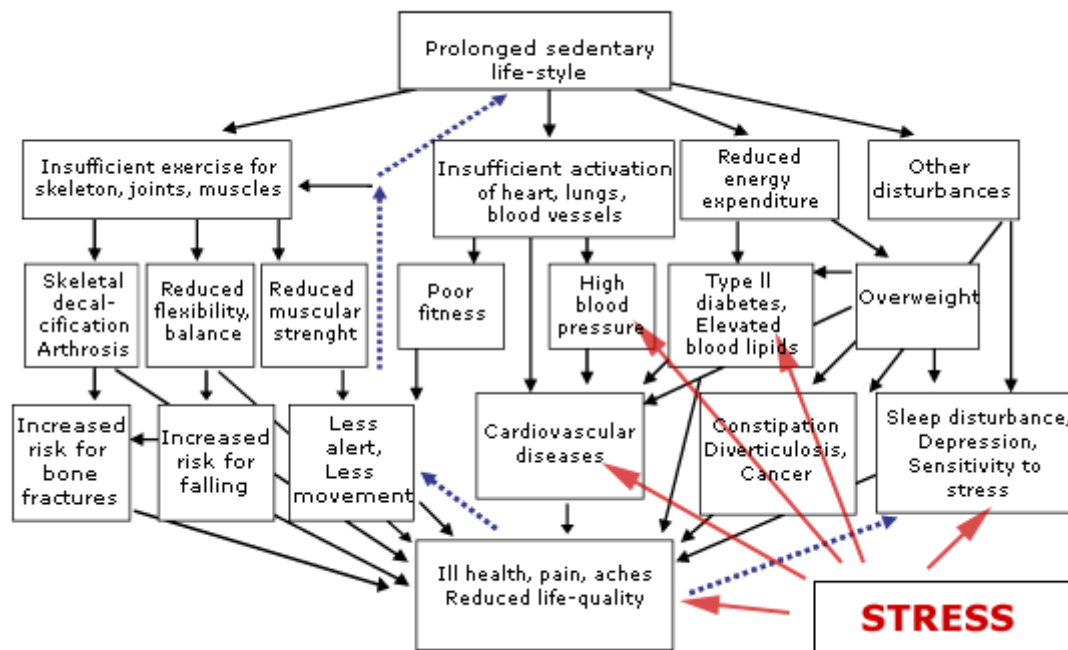 Prolonged sedentary
life-style
Insufficient exercise for
skeleton, joints, muscles
Insufficient activation
of heart, lungs,
blood vessels
Reduced
energy
expenditure
Other
disturbances
Skeletal
decal-
cification
Arthrosis
Reduced
flexibility,
balance
Reduced
muscular
strenght
Poor
fitness
High
blood
pressure
Type II
diabetes,
Elevated
blood lipids
Overweight
Increased
risk for
bone
fractures
Increased
risk for
falling
Less
alert,
Less
movement
Cardiovascular
diseases
Constipation
Diverticulosis,
Cancer
Sleep disturbance,
Depression,
Sensitivity to
stress
Ill health, pain, aches
Reduced life-quality
STRESS